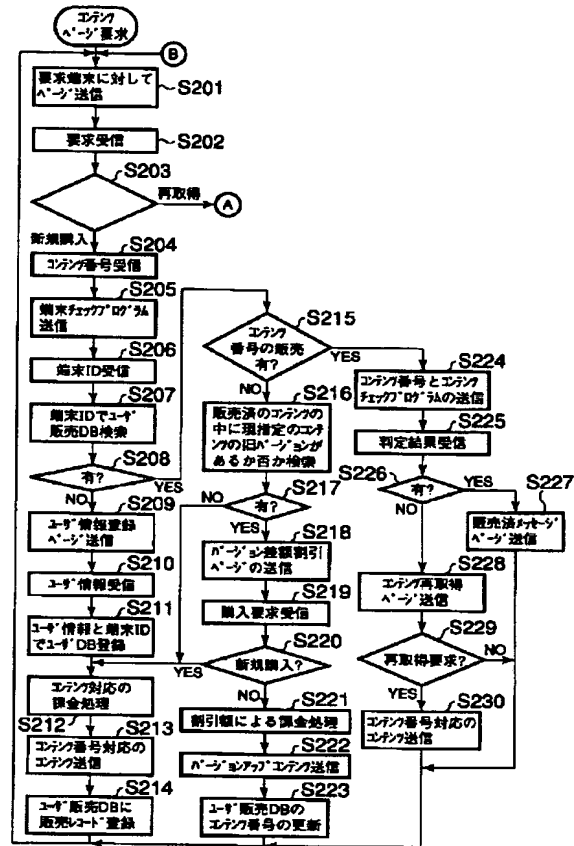 コンテンツ
ページ要求
B
要求端末に対して
ページ送信
S201
要求受信
S202
S203
再取得
A
新規購入
S204
コンテンツ番号受信
S205
端末チェックプログラム
送信
S206
端末ID受信
S207
端末IDでユーザ
販売DB検索
S208
有?
YES
NO
S209
ユーザ情報登録
ページ送信
S210
ユーザ情報受信
S211
ユーザ情報と端末ID
でユーザDB登録
コンテンツ対応の
課金処理
S212
S213
コンテンツ番号対応の
コンテンツ送信
S214
ユーザ販売DBに
販売レコード登録
S215
コンテンツ
番号の販売
有?
YES
NO
S216
販売済のコンテンツの
中に現指定のコンテ
ンツの旧バージョンが
あるか否か検索
S217
NO
有?
YES
S218
バージョン差額割引
ページの送信
S219
購入要求受信
S220
YES
新規購入?
NO
S221
割引額による課金処理
S222
バージョンアップコンテンツ送信
S223
ユーザ販売DBの
コンテンツ番号の更新
S224
コンテンツ番号とコンテンツ
チェックプログラムの送信
S225
判定結果受信
S226
有?
YES
NO
S227
販売済メッセージ
ページ送信
S228
コンテンツ再取得
ページ送信
S229
再取得要求?
NO
YES
S230
コンテンツ番号対応の
コンテンツ送信